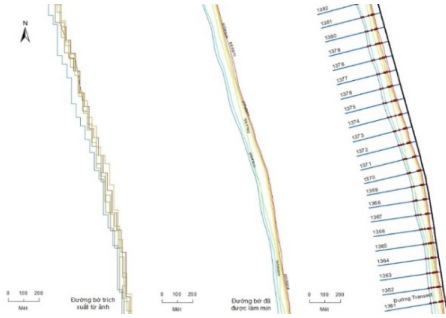 N
0 100 200
Mét
Đường bờ trích
xuất từ ảnh
0 100 200
Mét
Đường bờ đã
được làm mịn
1382
1381
1380
1379
1378
1377
1376
1375
1374
1373
1372
1371
1370
1369
1368
1367
1366
1365
1364
1363
1362
1361
Đường Transect
0 100 200
Mét